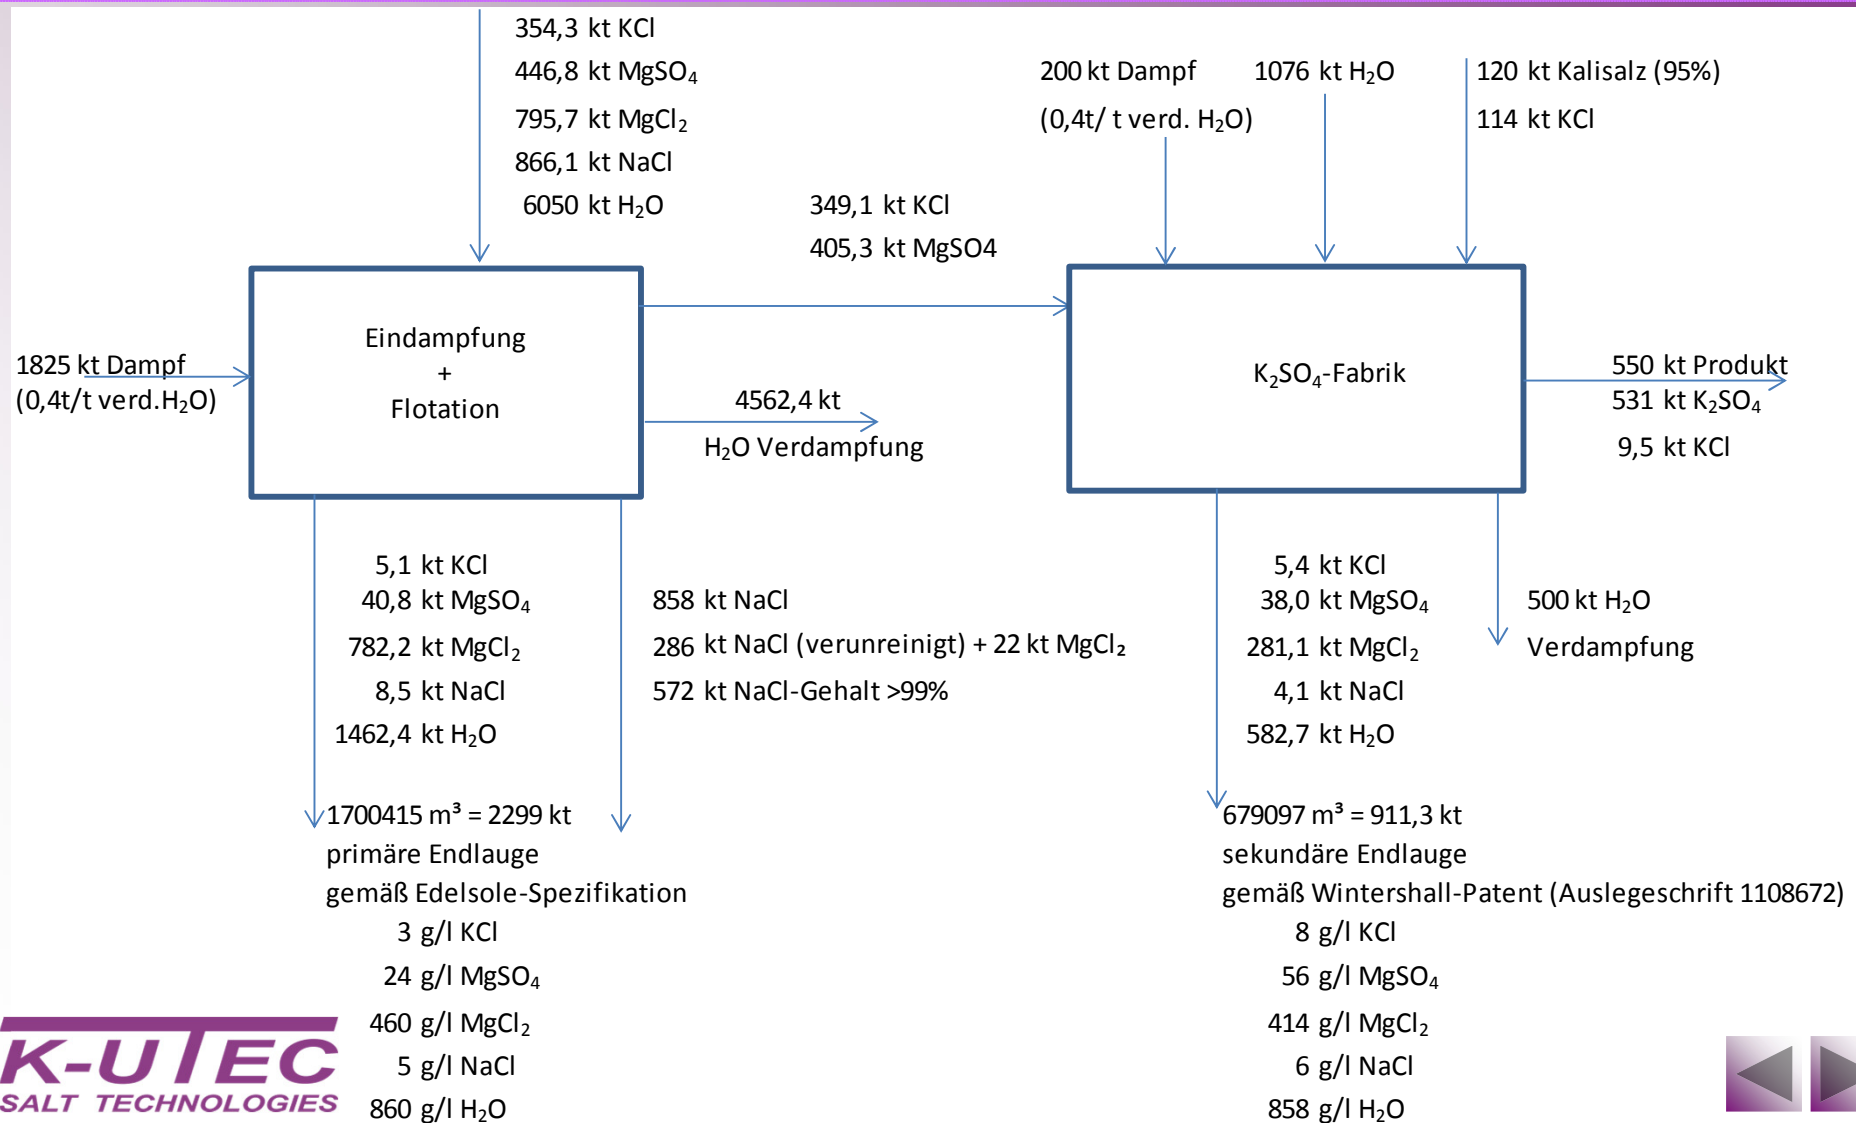 354,3 kt KCl
446,8 kt MgSO₄
795,7 kt MgCl₂
866,1 kt NaCl
6050 kt H₂O
349,1 kt KCl
405,3 kt MgSO4
200 kt Dampf
(0,4t/ t verd. H₂O)
1076 kt H₂O
120 kt Kalisalz (95%)
114 kt KCl
1825 kt Dampf
(0,4t/t verd.H₂O)
Eindampfung
+
Flotation
4562,4 kt
H₂O Verdampfung
K₂SO₄-Fabrik
550 kt Produkt
531 kt K₂SO₄
9,5 kt KCl
5,1 kt KCl
40,8 kt MgSO₄
782,2 kt MgCl₂
8,5 kt NaCl
1462,4 kt H₂O
858 kt NaCl
286 kt NaCl (verunreinigt) + 22 kt MgCl₂
572 kt NaCl-Gehalt >99%
5,4 kt KCl
38,0 kt MgSO₄
281,1 kt MgCl₂
4,1 kt NaCl
582,7 kt H₂O
500 kt H₂O
Verdampfung
1700415 m³ = 2299 kt
primäre Endlauge
gemäß Edelsole-Spezifikation
3 g/l KCl
24 g/l MgSO₄
460 g/l MgCl₂
5 g/l NaCl
860 g/l H₂O
679097 m³ = 911,3 kt
sekundäre Endlauge
gemäß Wintershall-Patent (Auslegeschrift 1108672)
8 g/l KCl
56 g/l MgSO₄
414 g/l MgCl₂
6 g/l NaCl
858 g/l H₂O
K-UTEC
SALT TECHNOLOGIES